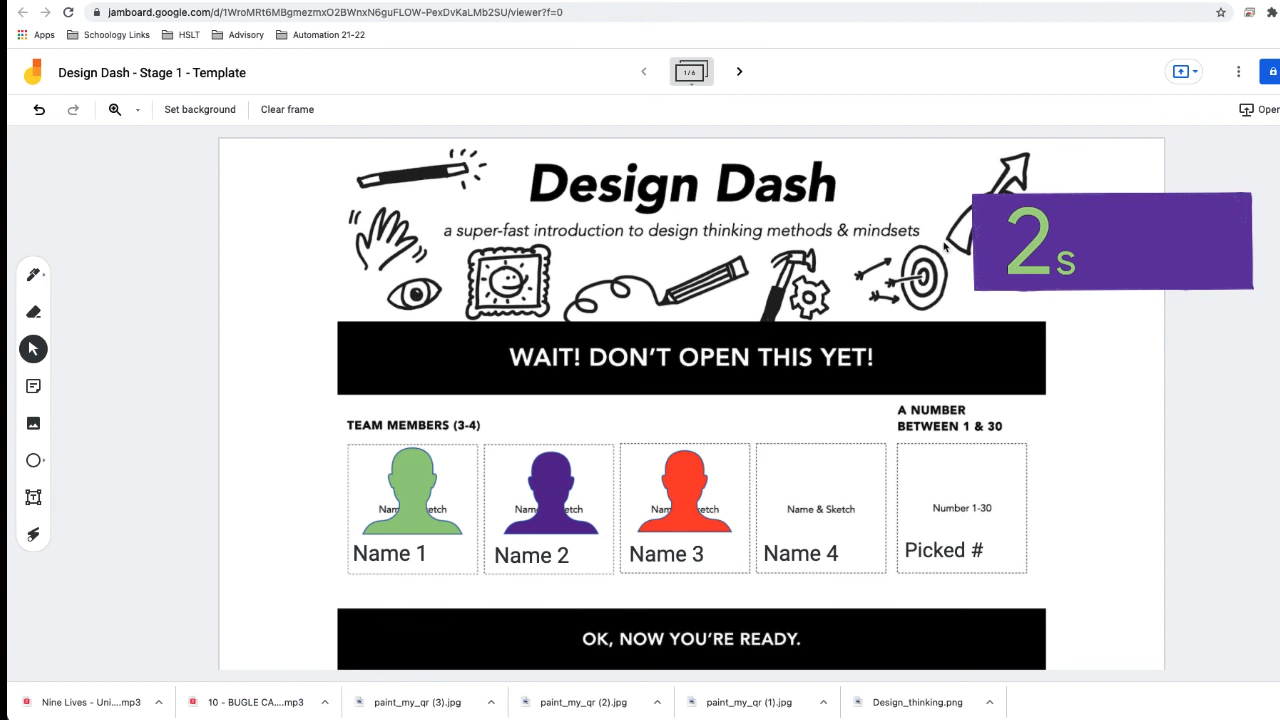 jamboard.google.com/d/1WroMRt6MBgmezmxO2BWnxN6guFLOW-PexDvKaLMb2SU/viewer?f=0
Apps Schoology Links HSLT Advisory Automation 21-22
Design Dash - Stage 1 - Template
1/6
Set background Clear frame
Open
Design Dash
a super-fast introduction to design thinking methods & mindsets
2s
WAIT! DON'T OPEN THIS YET!
TEAM MEMBERS (3-4)
A NUMBER
BETWEEN 1 & 30
Name & Sketch
Number 1-30
Name 1 Name 2 Name 3 Name 4 Picked #
OK, NOW YOU'RE READY.
Nine Lives - Uni....mp3 10 - BUGLE CA....mp3 paint_my_qr (3).jpg paint_my_qr (2).jpg paint_my_qr (1).jpg Design_thinking.png